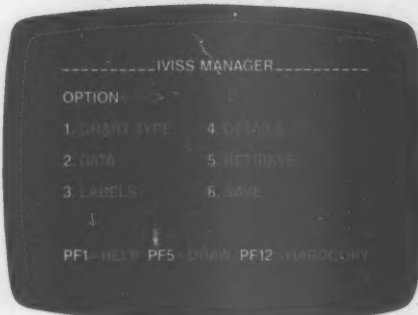 IVISS MANAGER
OPTION
1. CHART TYPE 4. DETAILS
2. DATA 5. RETRIEVE
3. LABELS 6. SAVE
PF1=HELP PF5=DRAW PF12=HARDCOPY